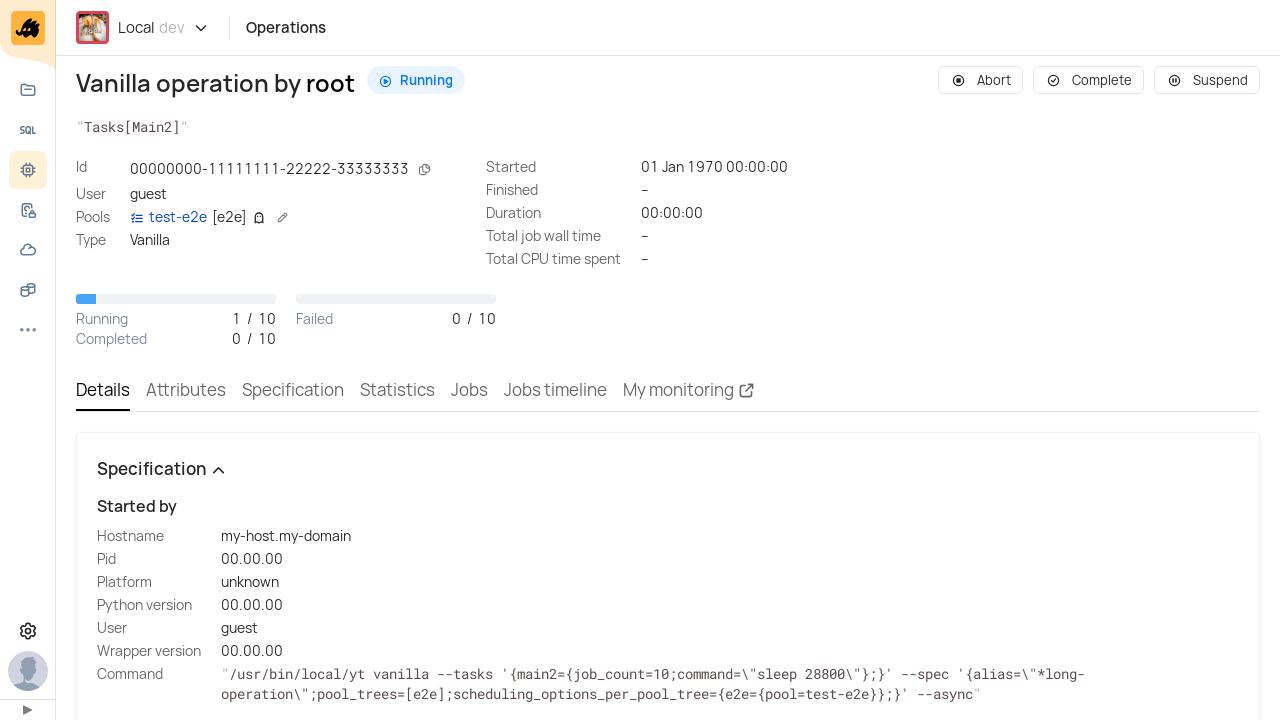 Local dev Operations
Vanilla operation by root Running Abort Complete Suspend
"Tasks[Main2]"
SQL
Id 00000000-11111111-22222-33333333
User guest
Pools test-e2e [e2e]
Type Vanilla
Started 01 Jan 1970 00:00:00
Finished –
Duration 00:00:00
Total job wall time –
Total CPU time spent –
Running 1 / 10
Completed 0 / 10
Failed 0 / 10
Details Attributes Specification Statistics Jobs Jobs timeline My monitoring
Specification
Started by
Hostname my-host.my-domain
Pid 00.00.00
Platform unknown
Python version 00.00.00
User guest
Wrapper version 00.00.00
Command "/usr/bin/local/yt vanilla --tasks '{main2={job_count=10;command=\"sleep 28800\"};}' --spec '{alias=\"*long-
operation\";pool_trees=[e2e];scheduling_options_per_pool_tree={e2e={pool=test-e2e}};}' --async"